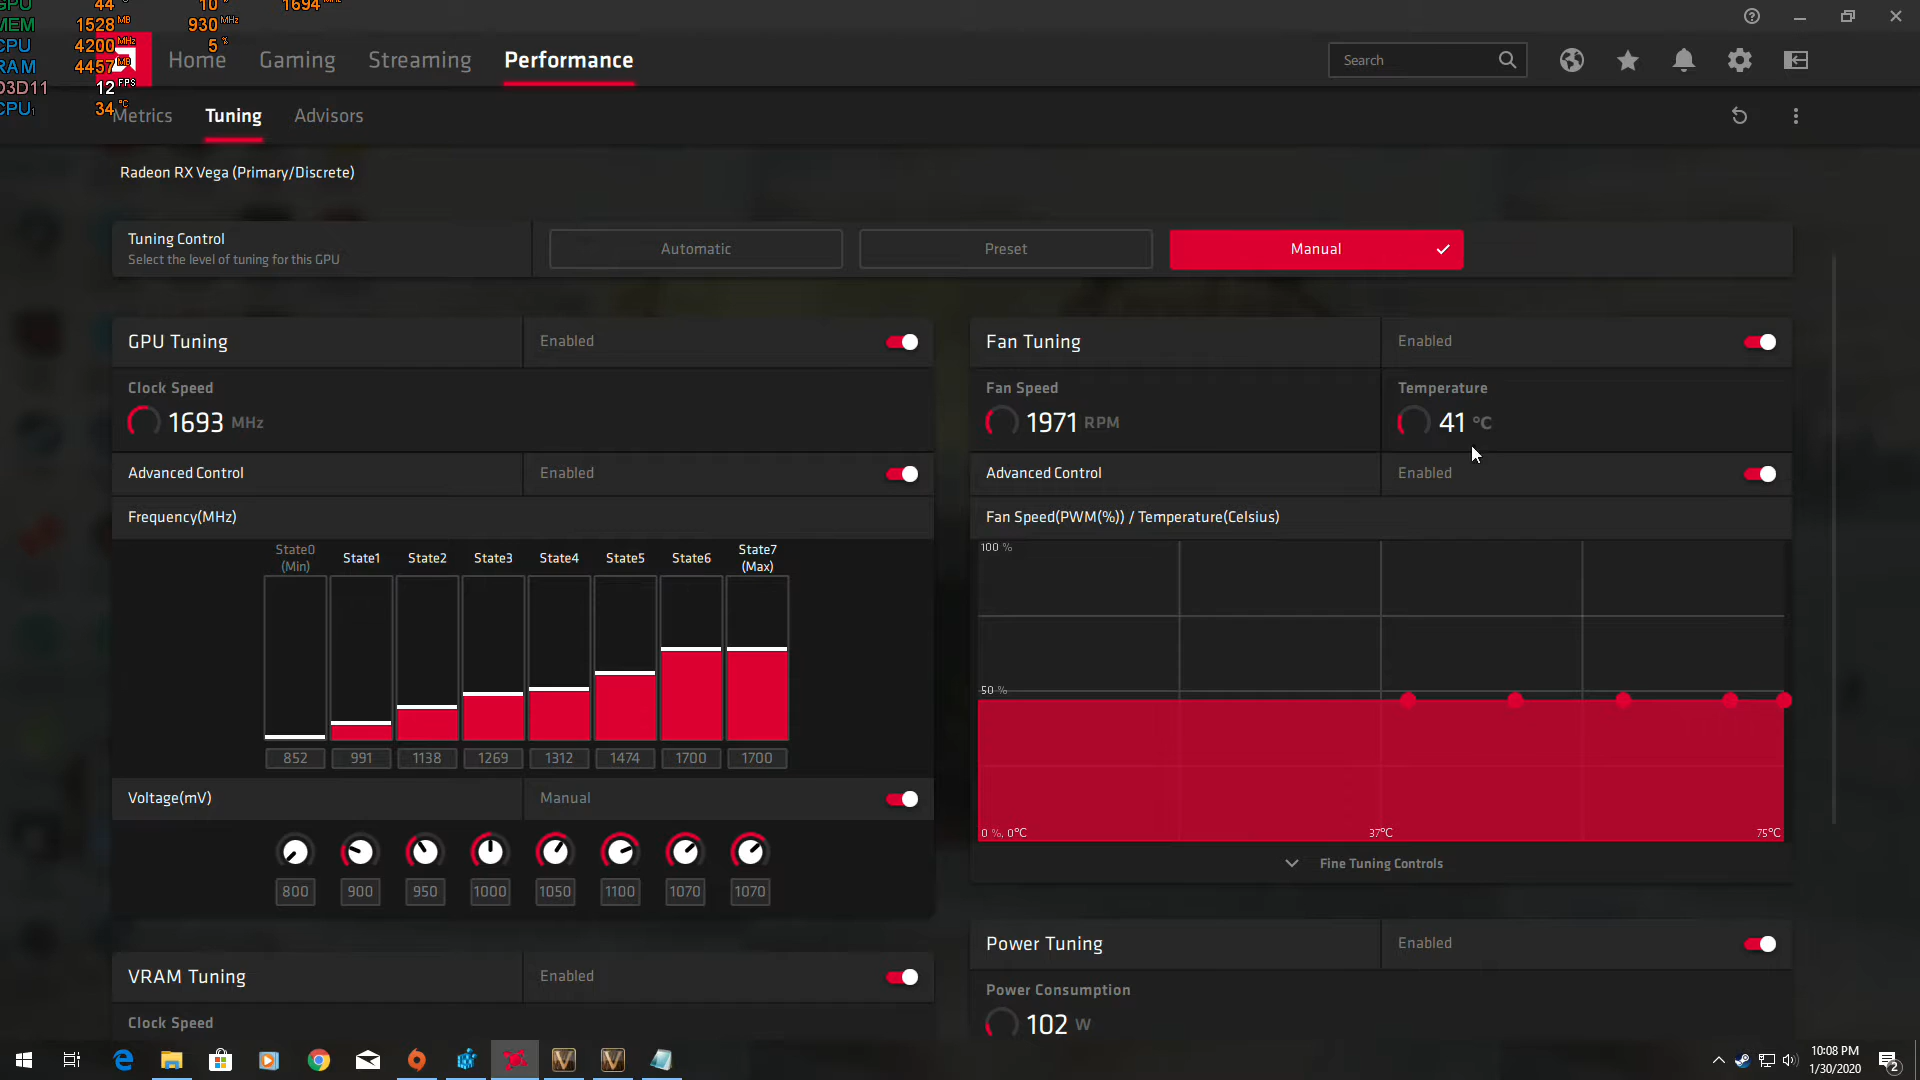 GPU 44 °C 10 % 1694 MHz
MEM 1528 MB 930 MHz
CPU 4200 MHz 5 %
RAM 4457 MB
D3D11 12 FPS
CPU1 34 °C
Home Gaming Streaming Performance
Search
Metrics Tuning Advisors
Radeon RX Vega (Primary/Discrete)
Tuning Control
Select the level of tuning for this GPU
Automatic Preset Manual
GPU Tuning Enabled
Clock Speed
1693 MHz
Advanced Control Enabled
Frequency(MHz)
State0 (Min) State1 State2 State3 State4 State5 State6 State7 (Max)
852 991 1138 1269 1312 1474 1700 1700
Voltage(mV) Manual
800 900 950 1000 1050 1100 1070 1070
VRAM Tuning Enabled
Clock Speed
Fan Tuning Enabled
Fan Speed Temperature
1971 RPM 41 °C
Advanced Control Enabled
Fan Speed(PWM(%)) / Temperature(Celsius)
100 %
50 %
0 %, 0°C 37°C 75°C
Fine Tuning Controls
Power Tuning Enabled
Power Consumption
102 W
10:08 PM
1/30/2020
2